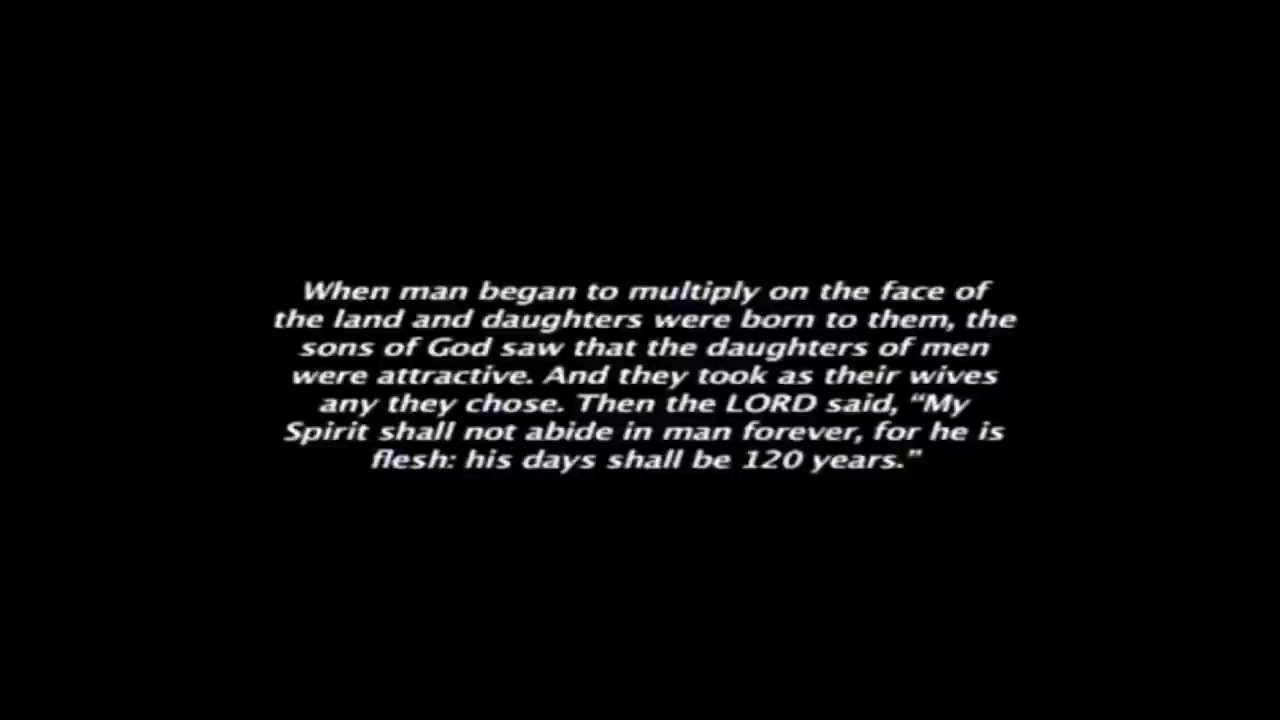 When man began to multiply on the face of
the land and daughters were born to them, the
sons of God saw that the daughters of men
were attractive. And they took as their wives
any they chose. Then the LORD said, “My
Spirit shall not abide in man forever, for he is
flesh: his days shall be 120 years.”